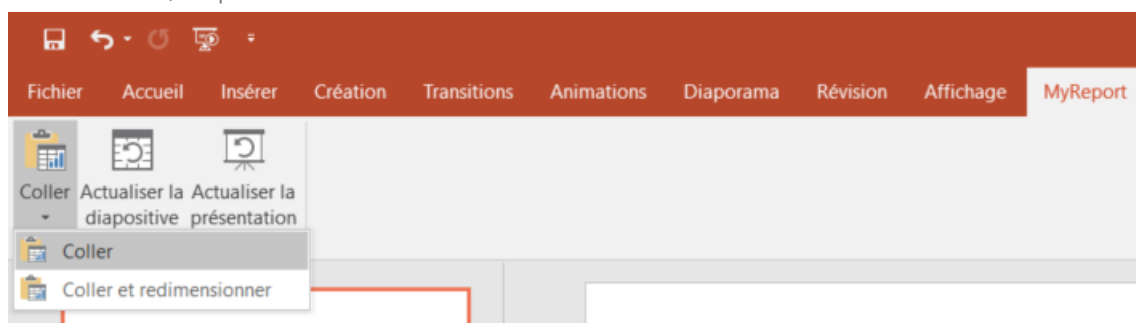 Fichier Accueil Insérer Création Transitions Animations Diaporama Révision Affichage MyReport
Coller Actualiser la Actualiser la
diapositive présentation
Coller
Coller et redimensionner